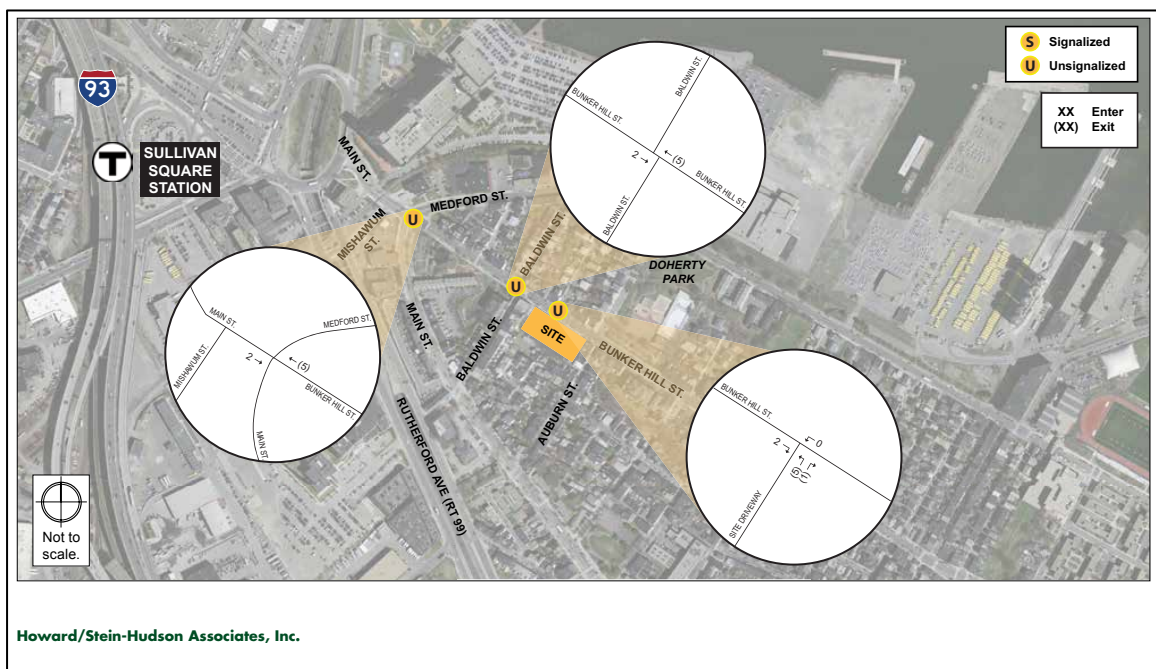 93
T
SULLIVAN
SQUARE
STATION
MAIN ST.
MEDFORD ST.
MISHAWUM
ST.
U
BALDWIN ST.
U
BALDWIN ST.
MAIN ST.
U
SITE
DOHERTY
PARK
BUNKER HILL ST.
AUBURN ST.
RUTHERFORD AVE (RT 99)
BUNKER HILL ST.
BALDWIN ST.
2 →
← (5)
BUNKER HILL ST.
BALDWIN ST.
MAIN ST.
MEDFORD ST.
MISHAWUM ST.
2 →
← (5)
BUNKER HILL ST.
MAIN ST.
BUNKER HILL ST.
← 0
2
(5)
(1)
SITE DRIVEWAY
S Signalized
U Unsignalized
XX Enter
(XX) Exit
Not to
scale.
Howard/Stein-Hudson Associates, Inc.